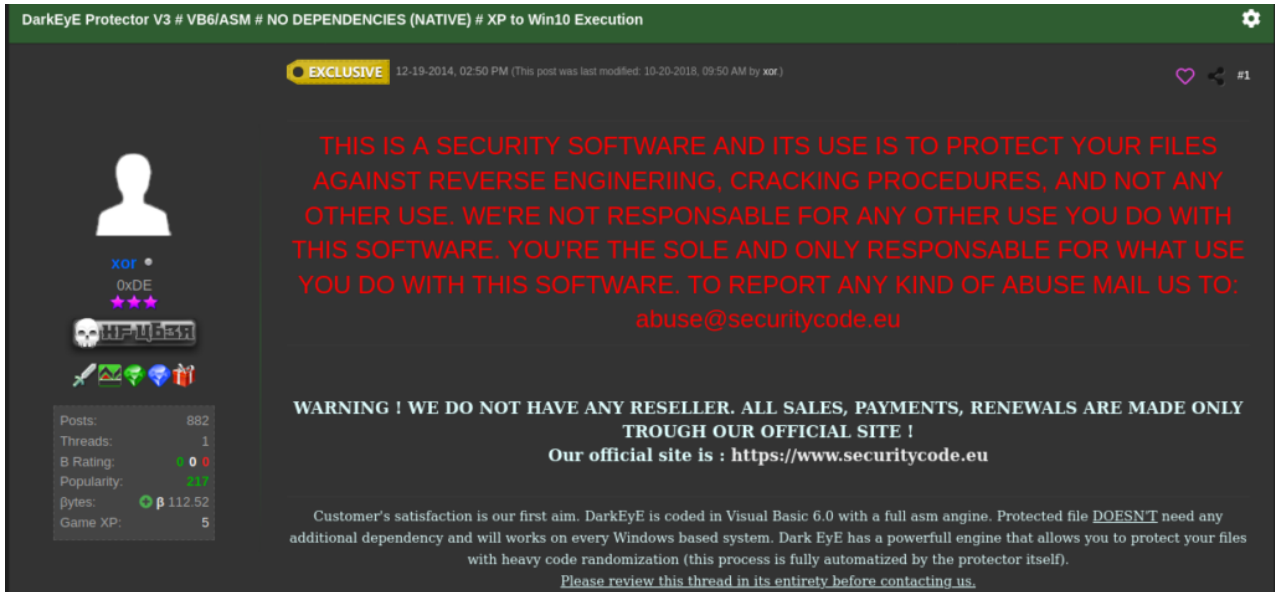 DarkEyE Protector V3 # VB6/ASM # NO DEPENDENCIES (NATIVE) # XP to Win10 Execution
EXCLUSIVE 12-19-2014, 02:50 PM (This post was last modified: 10-20-2018, 09:50 AM by xor.)
#1
THIS IS A SECURITY SOFTWARE AND ITS USE IS TO PROTECT YOUR FILES
AGAINST REVERSE ENGINERIING, CRACKING PROCEDURES, AND NOT ANY
OTHER USE. WE'RE NOT RESPONSABLE FOR ANY OTHER USE YOU DO WITH
THIS SOFTWARE. YOU'RE THE SOLE AND ONLY RESPONSABLE FOR WHAT USE
YOU DO WITH THIS SOFTWARE. TO REPORT ANY KIND OF ABUSE MAIL US TO:
abuse@securitycode.eu
xor
0xDE
HF UБЗЯ
Posts: 882
Threads: 1
B Rating: 0 0 0
Popularity: 217
βytes: β 112.52
Game XP: 5
WARNING ! WE DO NOT HAVE ANY RESELLER. ALL SALES, PAYMENTS, RENEWALS ARE MADE ONLY
TROUGH OUR OFFICIAL SITE !
Our official site is : https://www.securitycode.eu
Customer's satisfaction is our first aim. DarkEyE is coded in Visual Basic 6.0 with a full asm angine. Protected file DOESN'T need any
additional dependency and will works on every Windows based system. Dark EyE has a powerfull engine that allows you to protect your files
with heavy code randomization (this process is fully automatized by the protector itself).
Please review this thread in its entirety before contacting us.